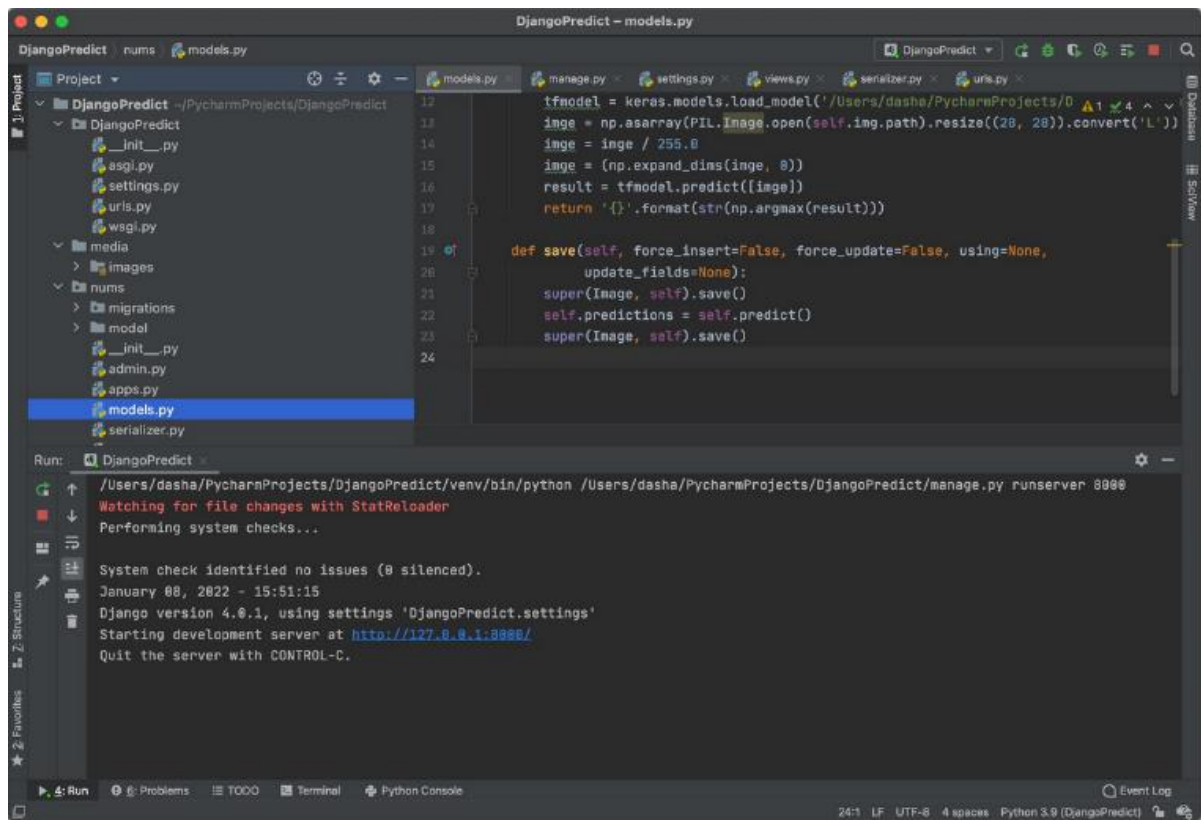 DjangoPredict – models.py
DjangoPredict nums models.py
DjangoPredict
1: Project
Project
models.py
manage.py
settings.py
views.py
serializer.py
urls.py
Database
SciView
DjangoPredict ~/PycharmProjects/DjangoPredict
DjangoPredict
__init__.py
asgi.py
settings.py
urls.py
wsgi.py
media
images
nums
migrations
model
__init__.py
admin.py
apps.py
models.py
serializer.py
12 tfmodel = keras.models.load_model('/Users/dasha/PycharmProjects/D 1 4
13 imge = np.asarray(PIL.Image.open(self.img.path).resize((28, 28)).convert('L'))
14 imge = imge / 255.0
15 imge = (np.expand_dims(imge, 0))
16 result = tfmodel.predict([imge])
17 return '{}'.format(str(np.argmax(result)))
18
19 def save(self, force_insert=False, force_update=False, using=None,
20 update_fields=None):
21 super(Image, self).save()
22 self.predictions = self.predict()
23 super(Image, self).save()
24
Run: DjangoPredict
/Users/dasha/PycharmProjects/DjangoPredict/venv/bin/python /Users/dasha/PycharmProjects/DjangoPredict/manage.py runserver 8000
Watching for file changes with StatReloader
Performing system checks...
System check identified no issues (0 silenced).
January 08, 2022 - 15:51:15
Django version 4.0.1, using settings 'DjangoPredict.settings'
Starting development server at http://127.0.0.1:8000/
Quit the server with CONTROL-C.
Z: Structure
2: Favorites
4: Run
6: Problems
TODO
Terminal
Python Console
Event Log
24:1 LF UTF-8 4 spaces Python 3.9 (DjangoPredict)